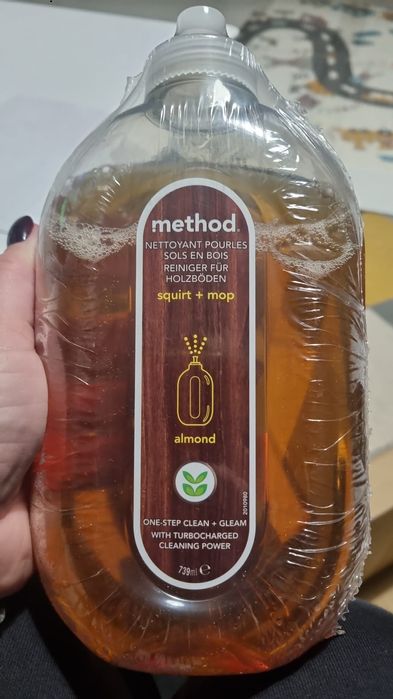 method.
NETTOYANT POURLES
SOLS EN BOIS
REINIGER FÜR
HOLZBÖDEN
squirt + mop
almond
2010980
ONE-STEP CLEAN + GLEAM
WITH TURBOCHARGED
CLEANING POWER
739ml ℮